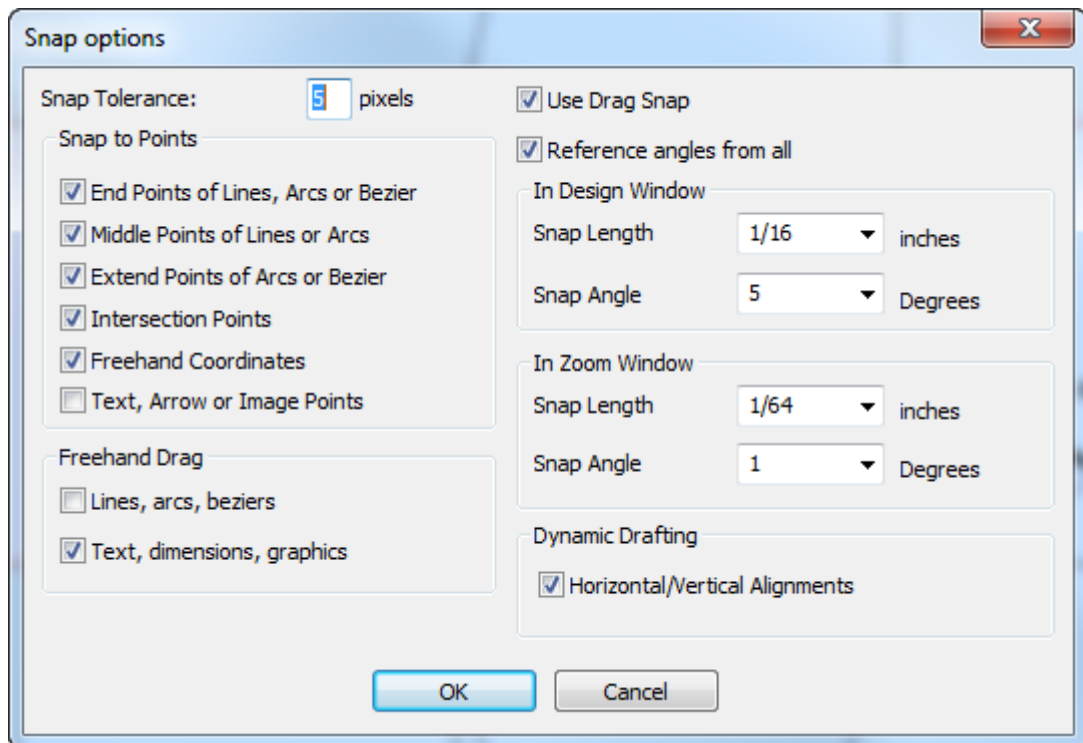 Snap options
X
Snap Tolerance: 5 pixels
Snap to Points
End Points of Lines, Arcs or Bezier
Middle Points of Lines or Arcs
Extend Points of Arcs or Bezier
Intersection Points
Freehand Coordinates
Text, Arrow or Image Points
Freehand Drag
Lines, arcs, beziers
Text, dimensions, graphics
Use Drag Snap
Reference angles from all
In Design Window
Snap Length 1/16 inches
Snap Angle 5 Degrees
In Zoom Window
Snap Length 1/64 inches
Snap Angle 1 Degrees
Dynamic Drafting
Horizontal/Vertical Alignments
OK Cancel